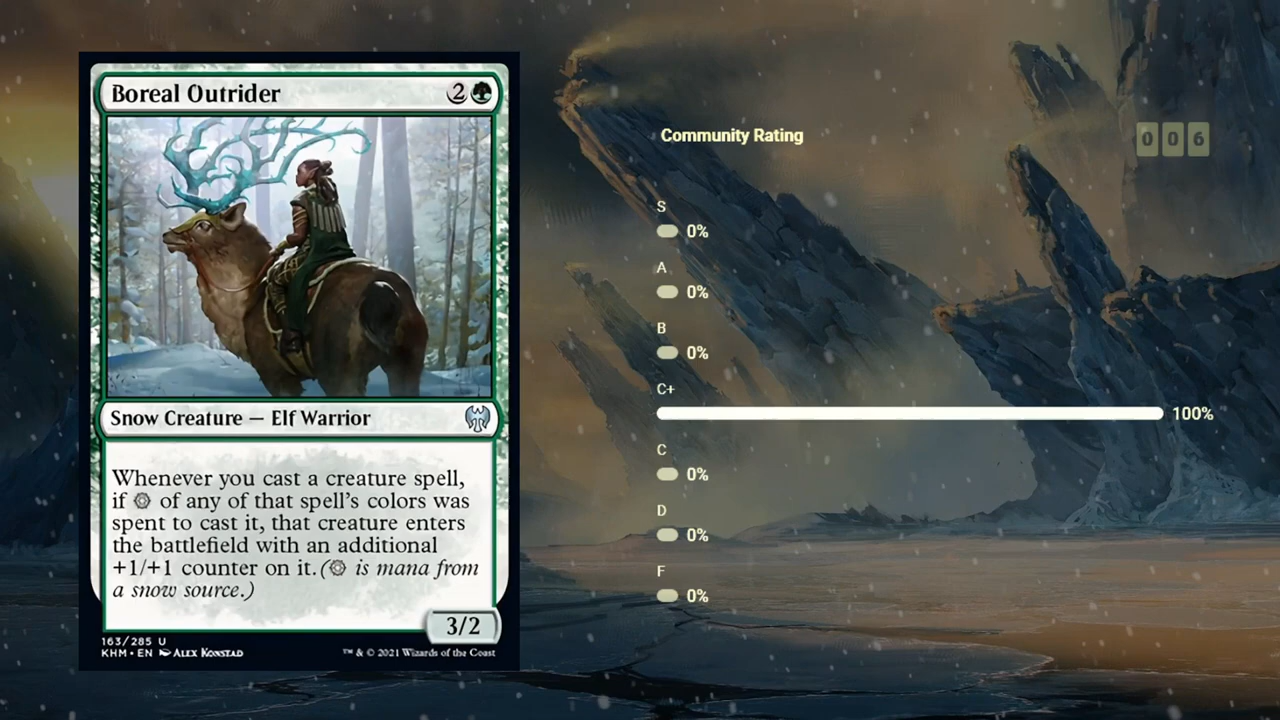 Boreal Outrider 2
Snow Creature — Elf Warrior
Whenever you cast a creature spell,
if of any of that spell's colors was
spent to cast it, that creature enters
the battlefield with an additional
+1/+1 counter on it. ( is mana from
a snow source.)
3/2
163/285 U
KHM • EN Alex Konstad
™ & © 2021 Wizards of the Coast
Community Rating
006
S
0%
A
0%
B
0%
C+
100%
C
0%
D
0%
F
0%